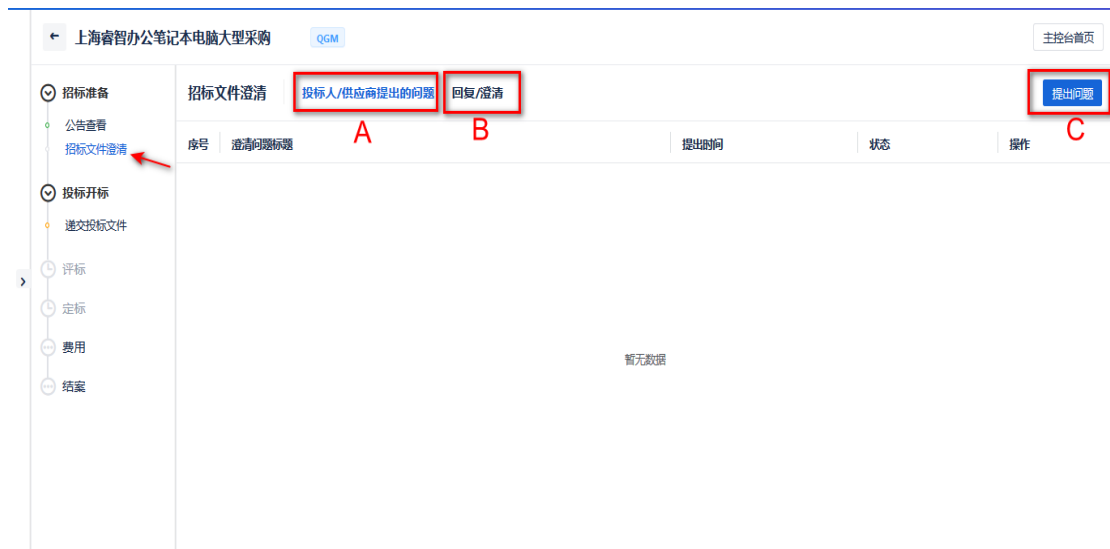 上海睿智办公笔记本电脑大型采购 QGM 主控台首页
招标准备
公告查看
招标文件澄清
投标开标
递交投标文件
评标
定标
费用
结案
招标文件澄清 投标人/供应商提出的问题 回复/澄清 提出问题
A B C
序号 澄清问题标题 提出时间 状态 操作
暂无数据